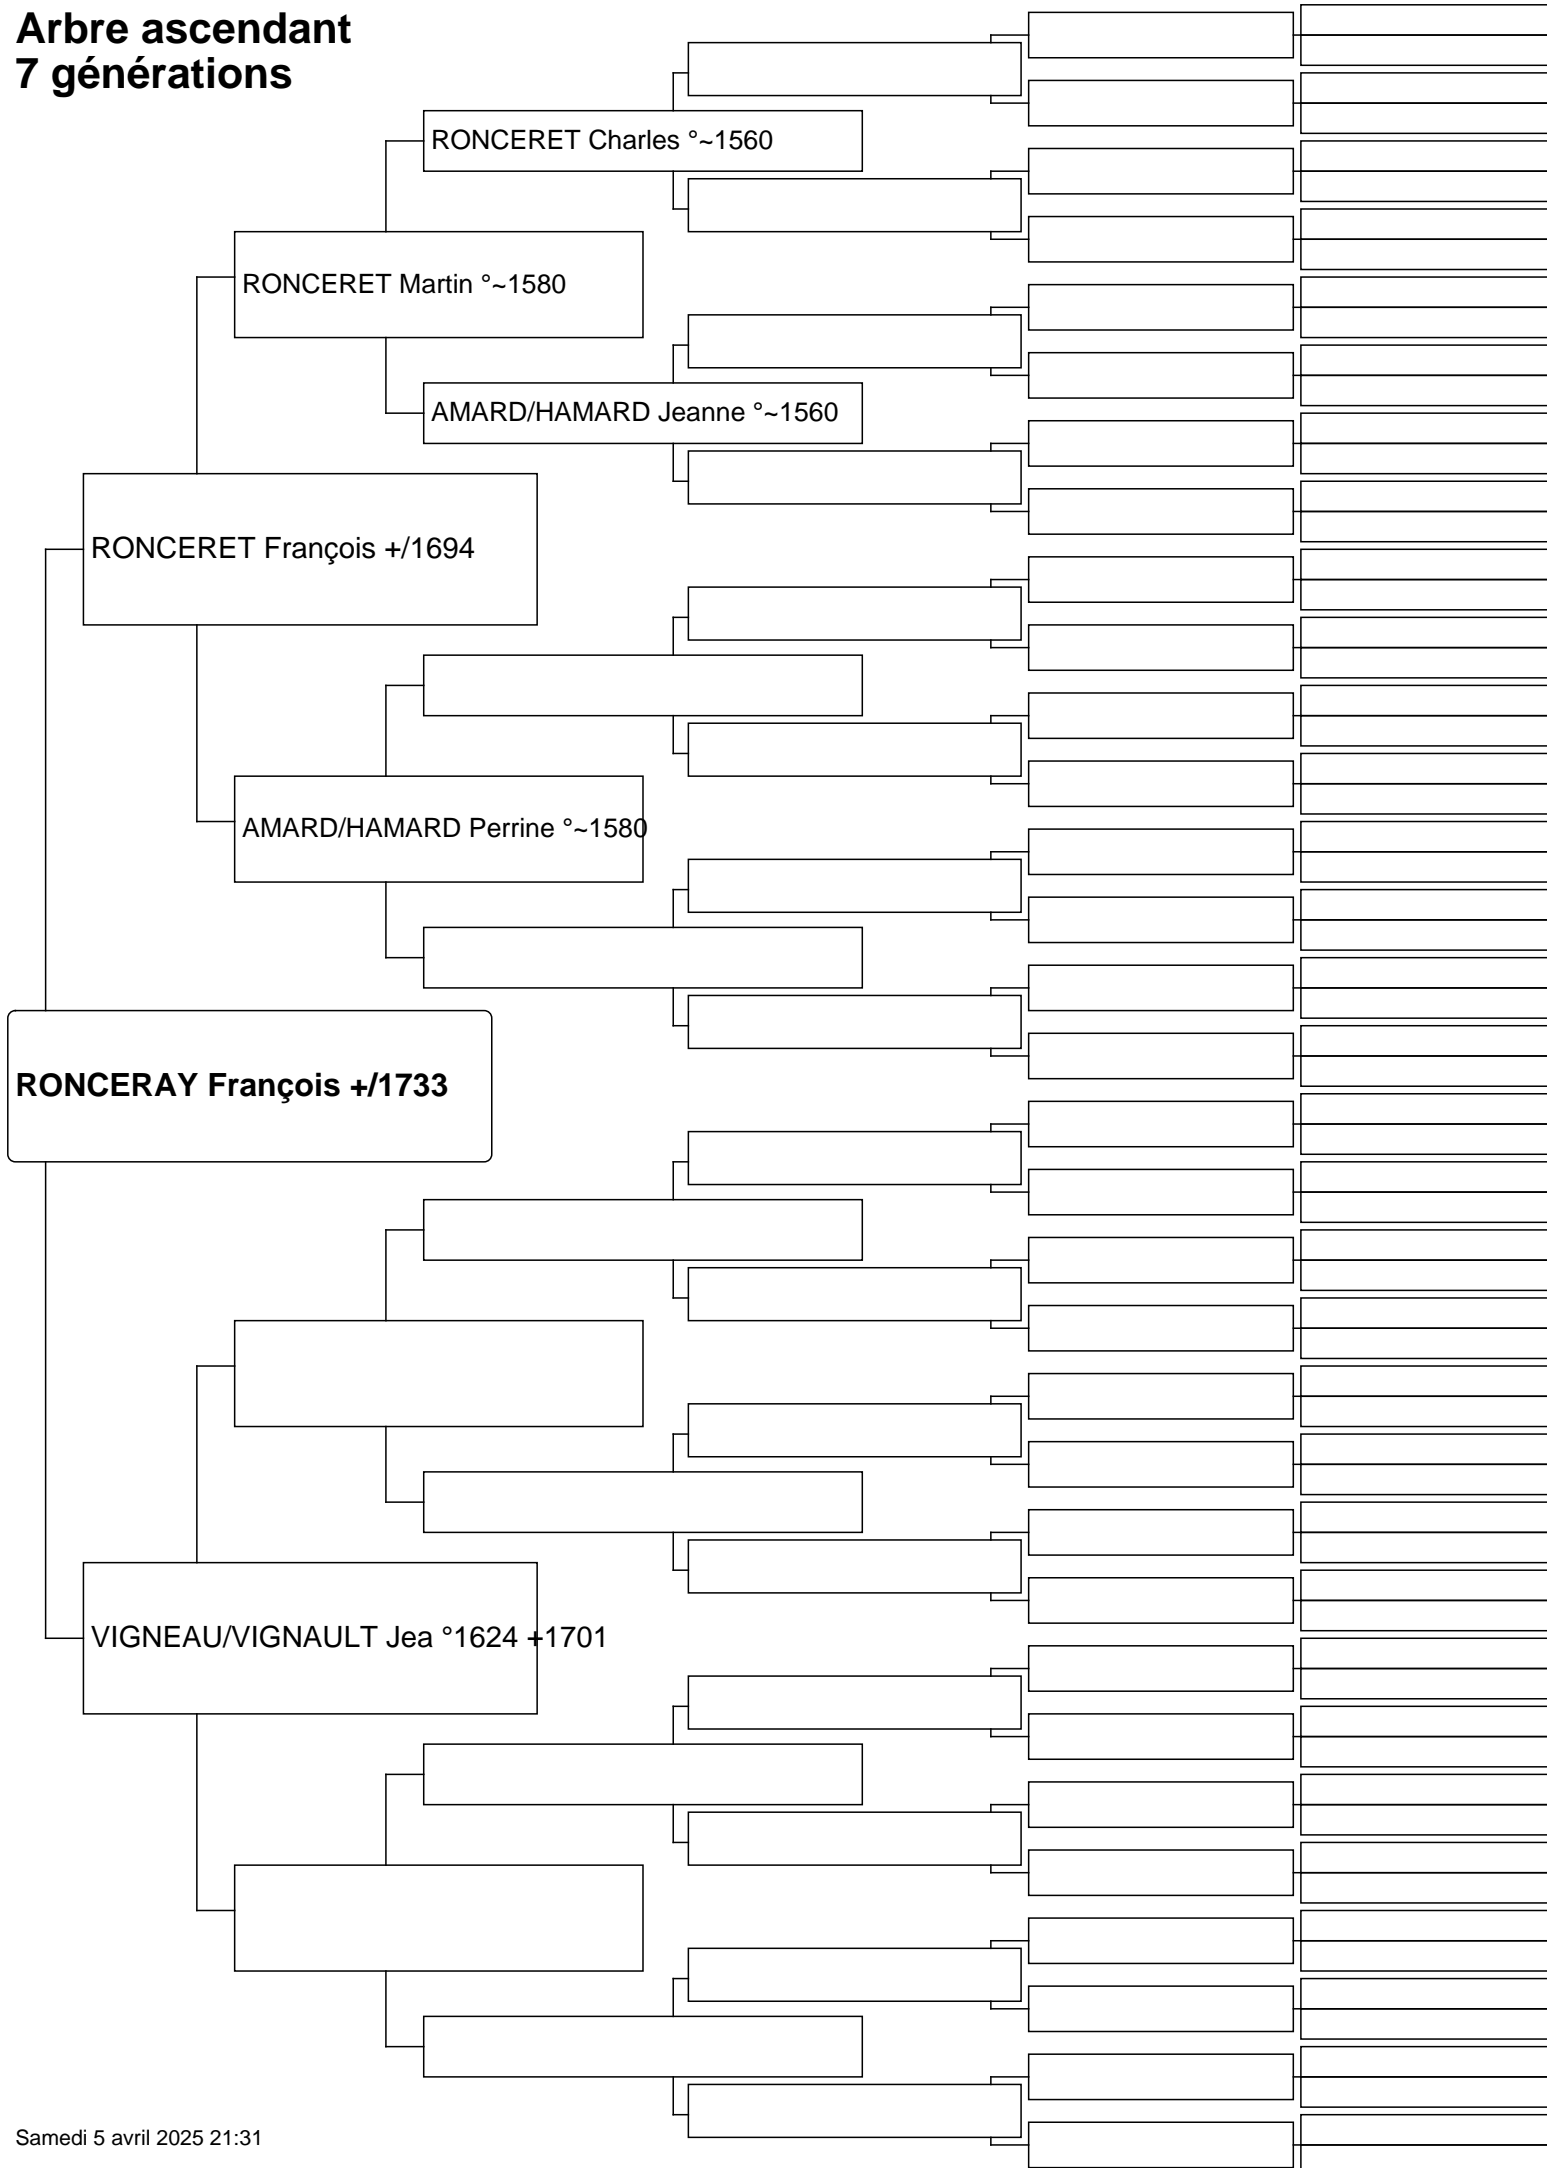 Arbre ascendant
7 générations
RONCERET Charles °~1560
RONCERET Martin °~1580
AMARD/HAMARD Jeanne °~1560
RONCERET François +/1694
AMARD/HAMARD Perrine °~1580
RONCERAY François +/1733
VIGNEAU/VIGNAULT Jea °1624 +1701
Samedi 5 avril 2025 21:31